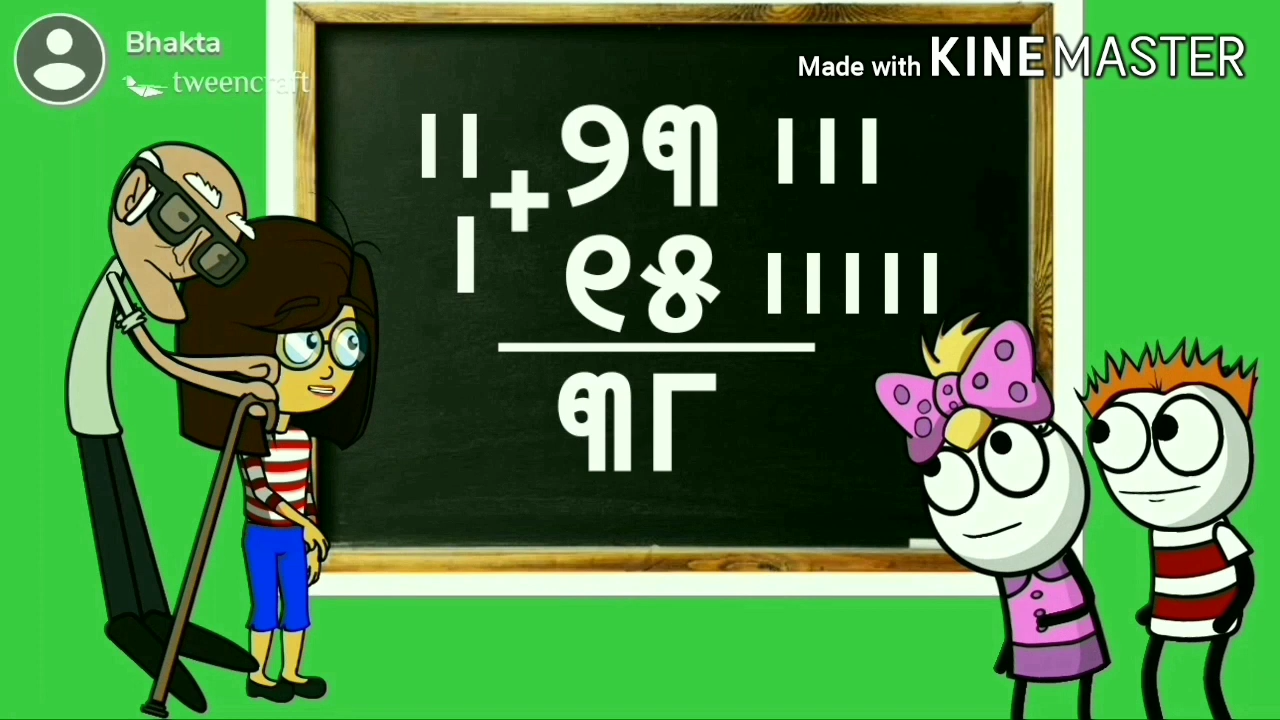 Bhakta
tweencraft
Made with KINEMASTER
|| + ୨୩ |||
| ୧୫ |||||
୩୮